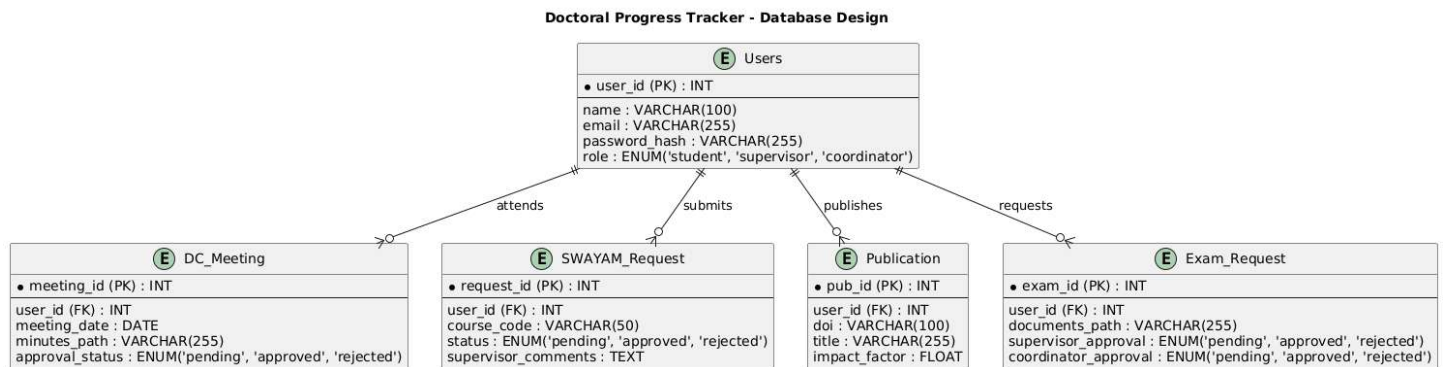 Doctoral Progress Tracker - Database Design
E Users
* user_id (PK) : INT
name : VARCHAR(100)
email : VARCHAR(255)
password_hash : VARCHAR(255)
role : ENUM('student', 'supervisor', 'coordinator')
attends
submits
publishes
requests
E DC_Meeting
* meeting_id (PK) : INT
user_id (FK) : INT
meeting_date : DATE
minutes_path : VARCHAR(255)
approval_status : ENUM('pending', 'approved', 'rejected')
E SWAYAM_Request
* request_id (PK) : INT
user_id (FK) : INT
course_code : VARCHAR(50)
status : ENUM('pending', 'approved', 'rejected')
supervisor_comments : TEXT
E Publication
* pub_id (PK) : INT
user_id (FK) : INT
doi : VARCHAR(100)
title : VARCHAR(255)
impact_factor : FLOAT
E Exam_Request
* exam_id (PK) : INT
user_id (FK) : INT
documents_path : VARCHAR(255)
supervisor_approval : ENUM('pending', 'approved', 'rejected')
coordinator_approval : ENUM('pending', 'approved', 'rejected')